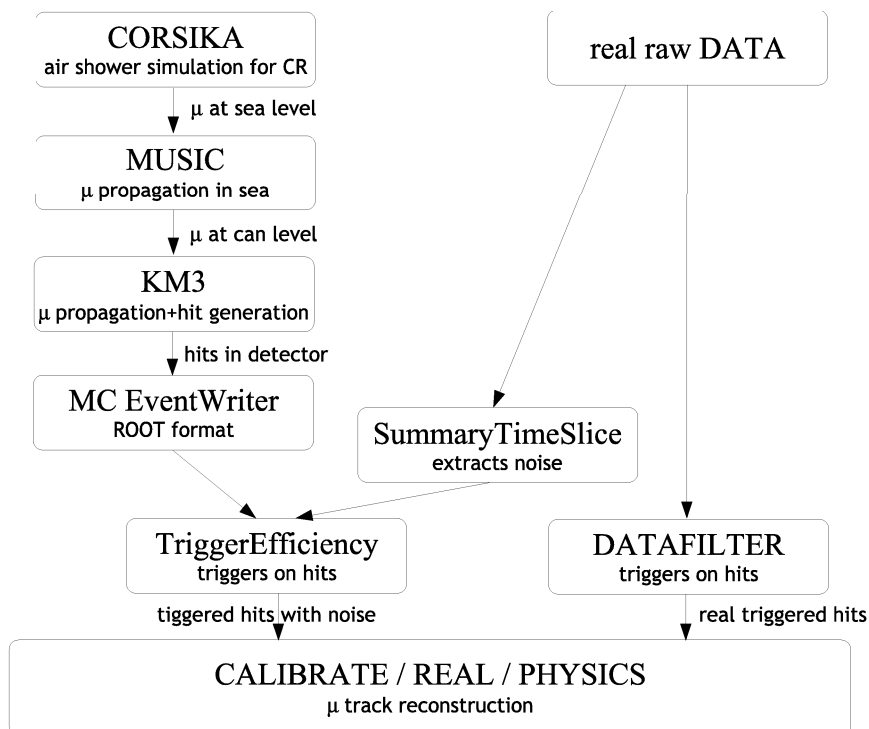 CORSIKA
air shower simulation for CR
real raw DATA
μ at sea level
MUSIC
μ propagation in sea
μ at can level
KM3
μ propagation+hit generation
hits in detector
MC EventWriter
ROOT format
SummaryTimeSlice
extracts noise
TriggerEfficiency
triggers on hits
DATAFILTER
triggers on hits
tiggered hits with noise
real triggered hits
CALIBRATE / REAL / PHYSICS
μ track reconstruction